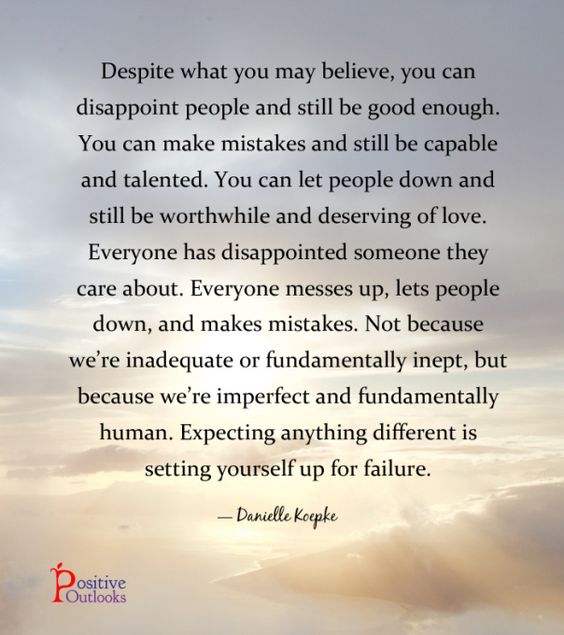 Despite what you may believe, you can
disappoint people and still be good enough.
You can make mistakes and still be capable
and talented. You can let people down and
still be worthwhile and deserving of love.
Everyone has disappointed someone they
care about. Everyone messes up, lets people
down, and makes mistakes. Not because
we’re inadequate or fundamentally inept, but
because we’re imperfect and fundamentally
human. Expecting anything different is
setting yourself up for failure.
— Danielle Koepke
Positive
Outlooks